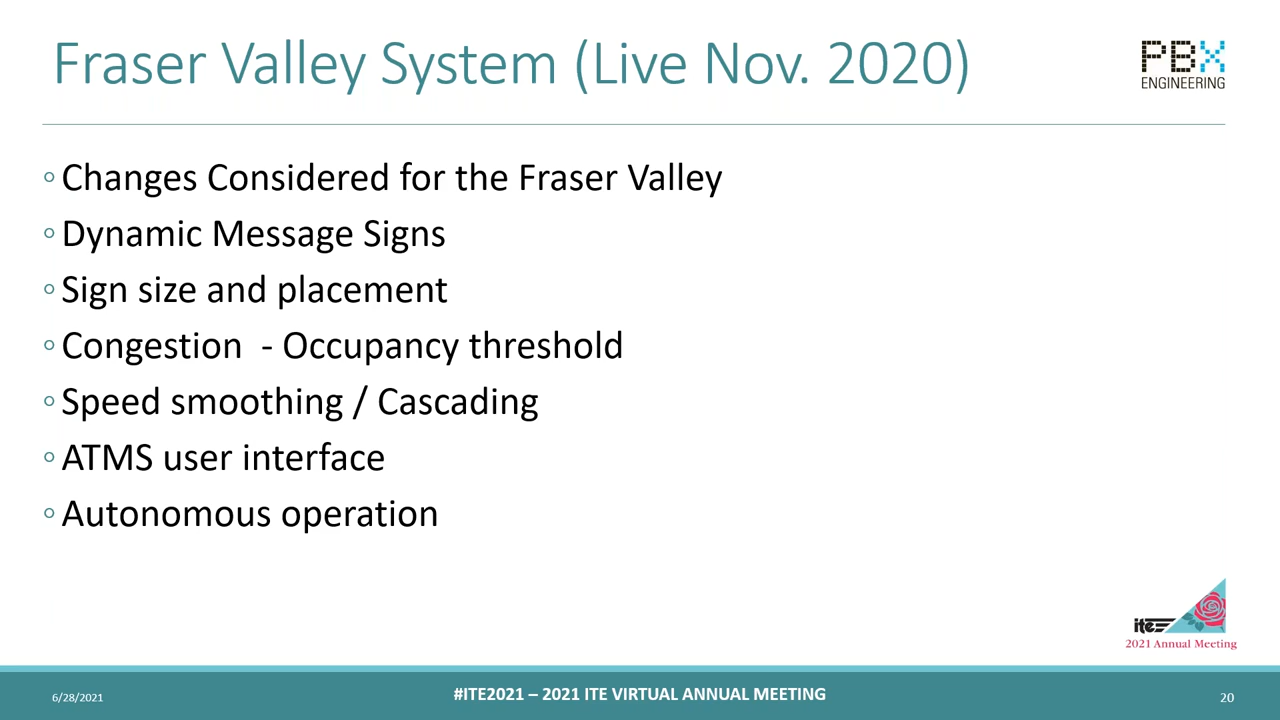 Fraser Valley System (Live Nov. 2020)
PBX
ENGINEERING
◦ Changes Considered for the Fraser Valley
◦ Dynamic Message Signs
◦ Sign size and placement
◦ Congestion  - Occupancy threshold
◦ Speed smoothing / Cascading
◦ ATMS user interface
◦ Autonomous operation
ite
2021 Annual Meeting
6/28/2021
#ITE2021 – 2021 ITE VIRTUAL ANNUAL MEETING
20